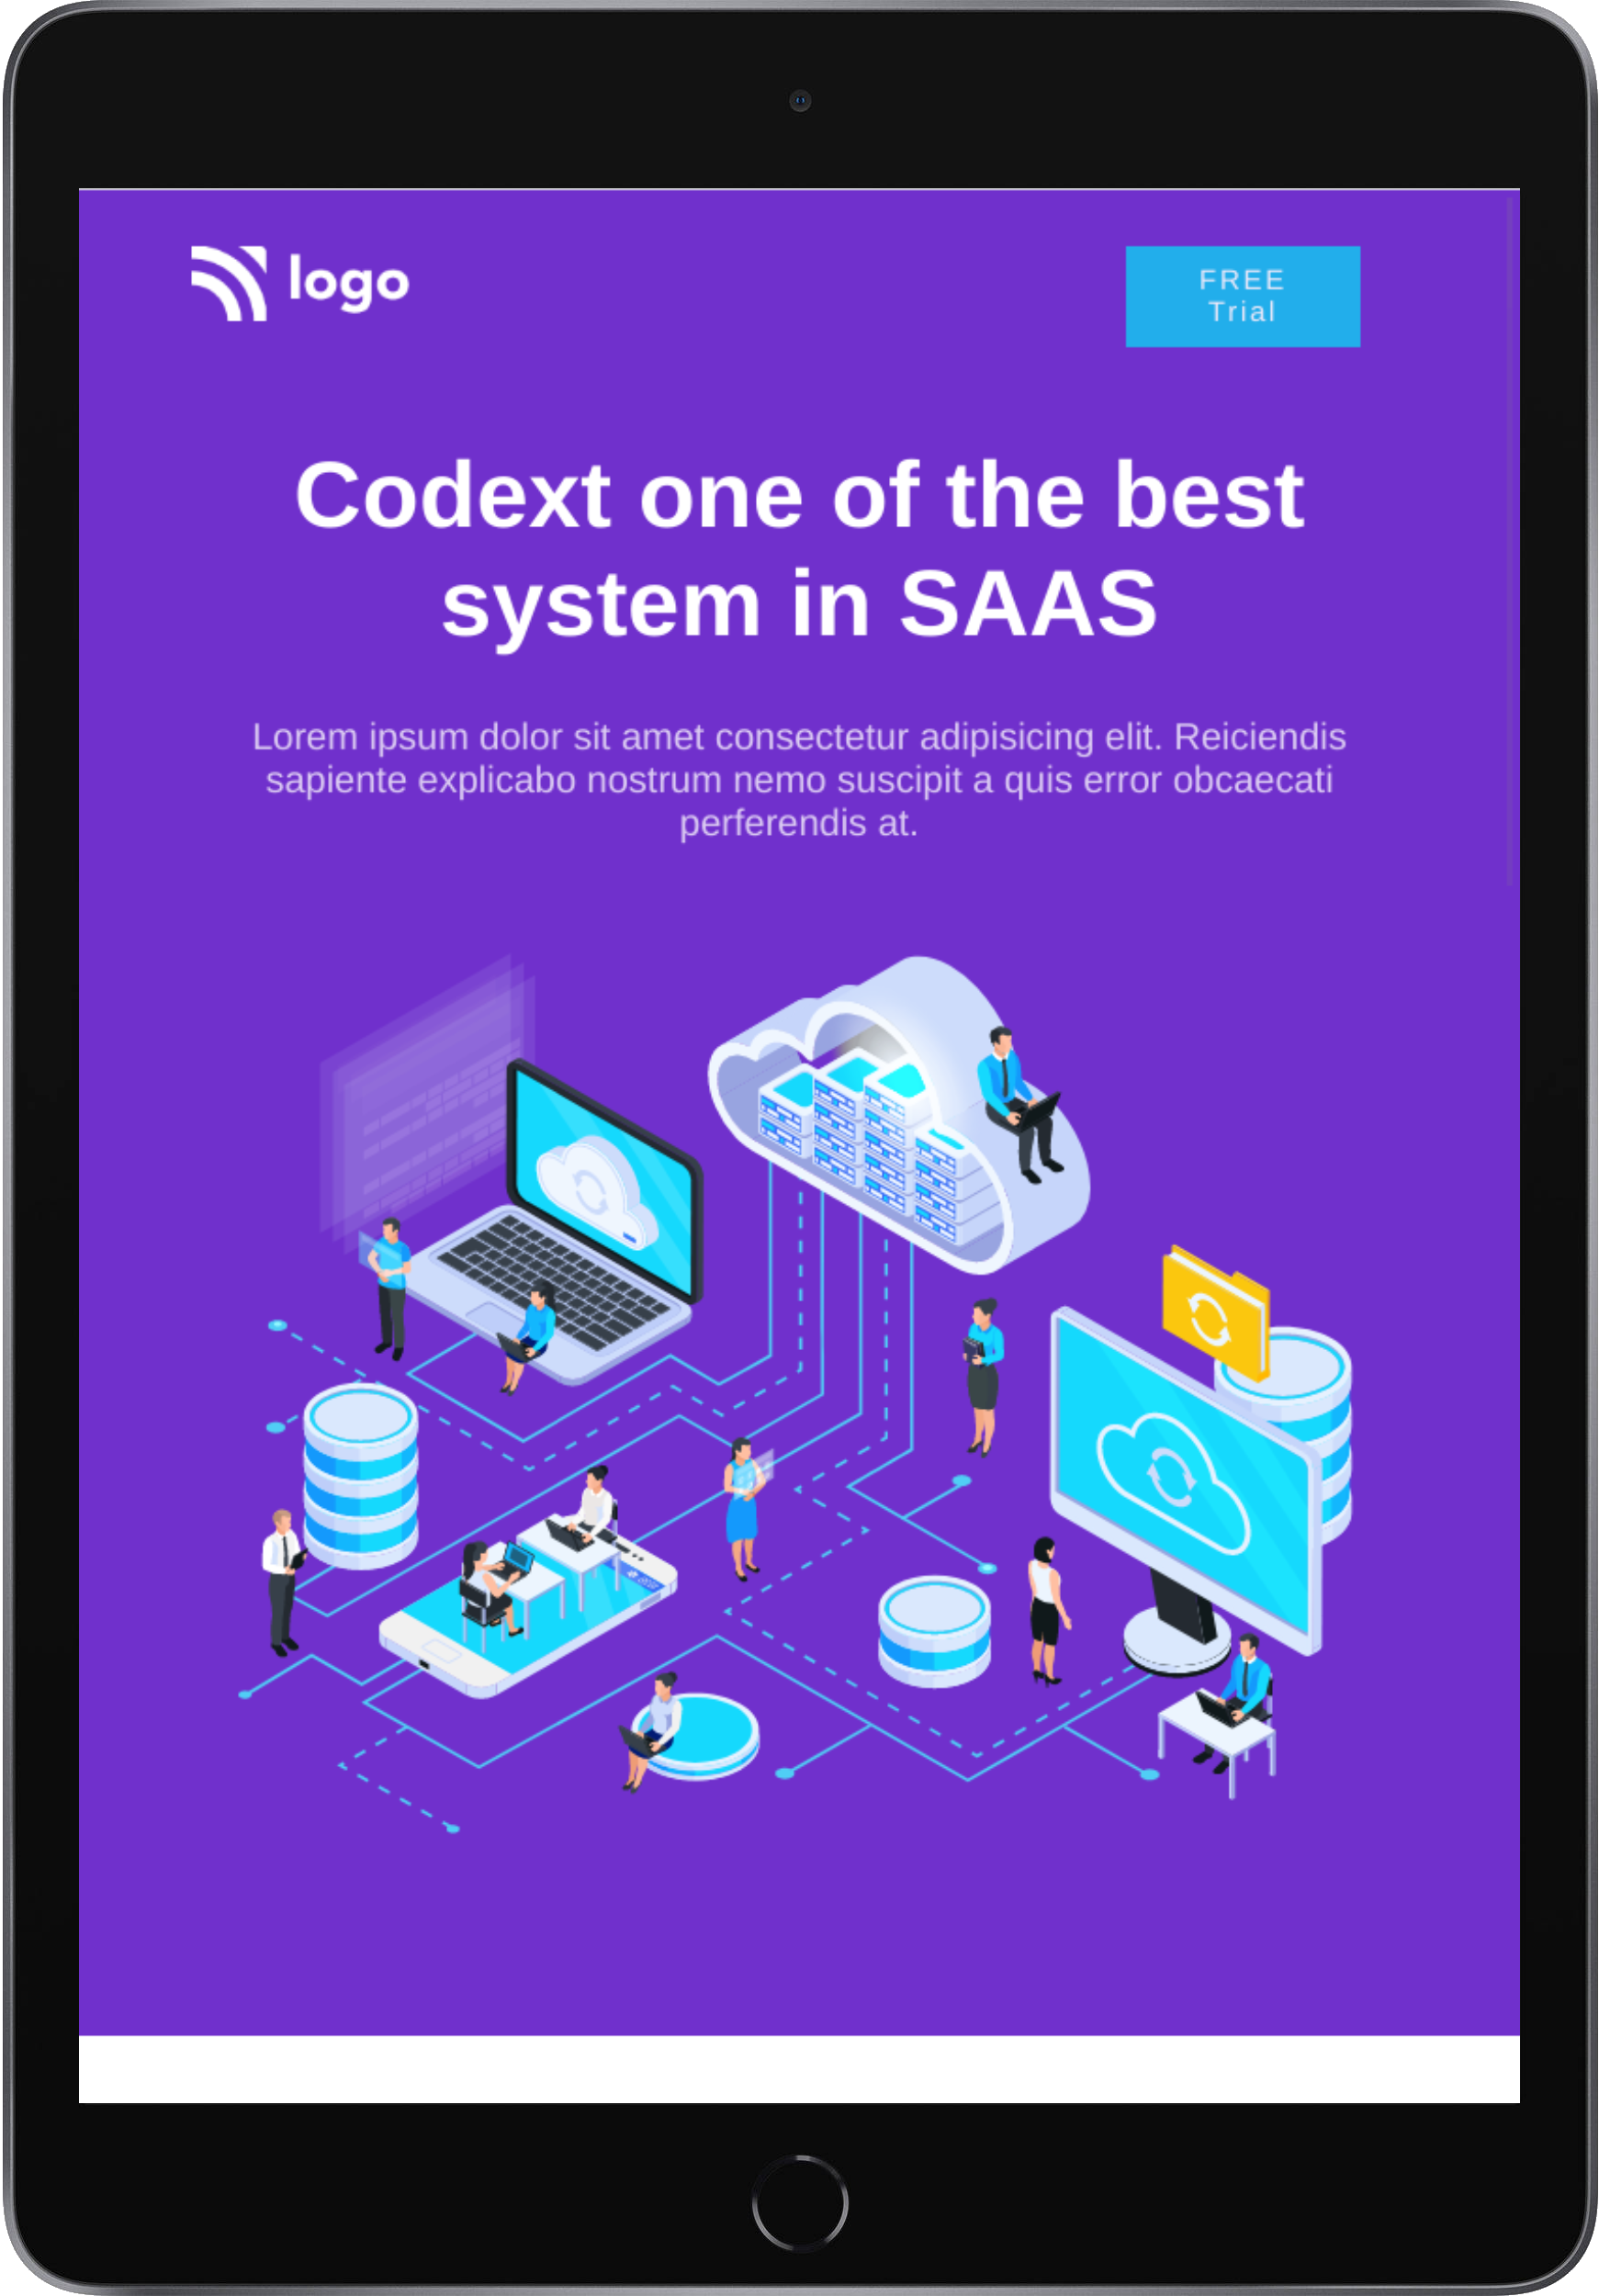 logo
FREE
Trial
Codext one of the best
system in SAAS
Lorem ipsum dolor sit amet consectetur adipisicing elit. Reiciendis
sapiente explicabo nostrum nemo suscipit a quis error obcaecati
perferendis at.